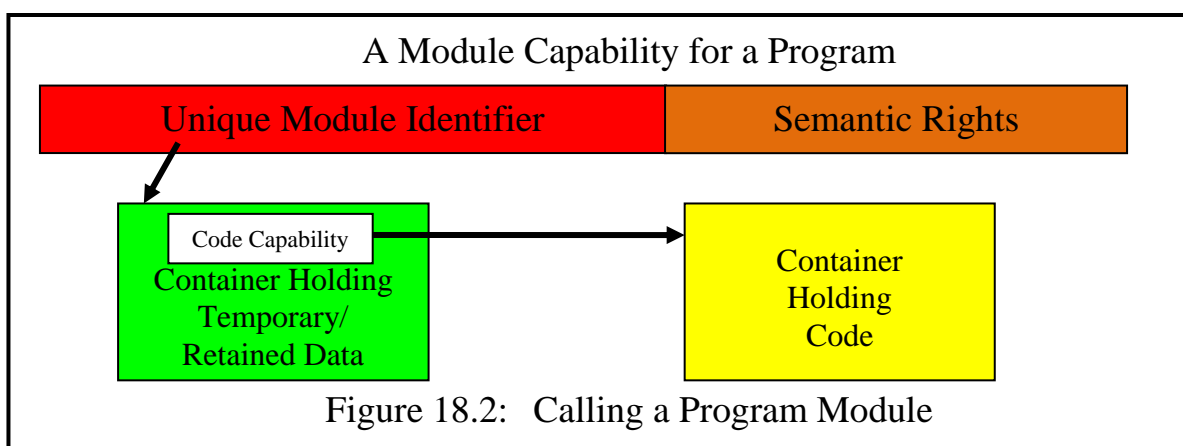 A Module Capability for a Program
Unique Module Identifier
Semantic Rights
Code Capability
Container Holding
Temporary/
Retained Data
Container
Holding
Code
Figure 18.2: Calling a Program Module